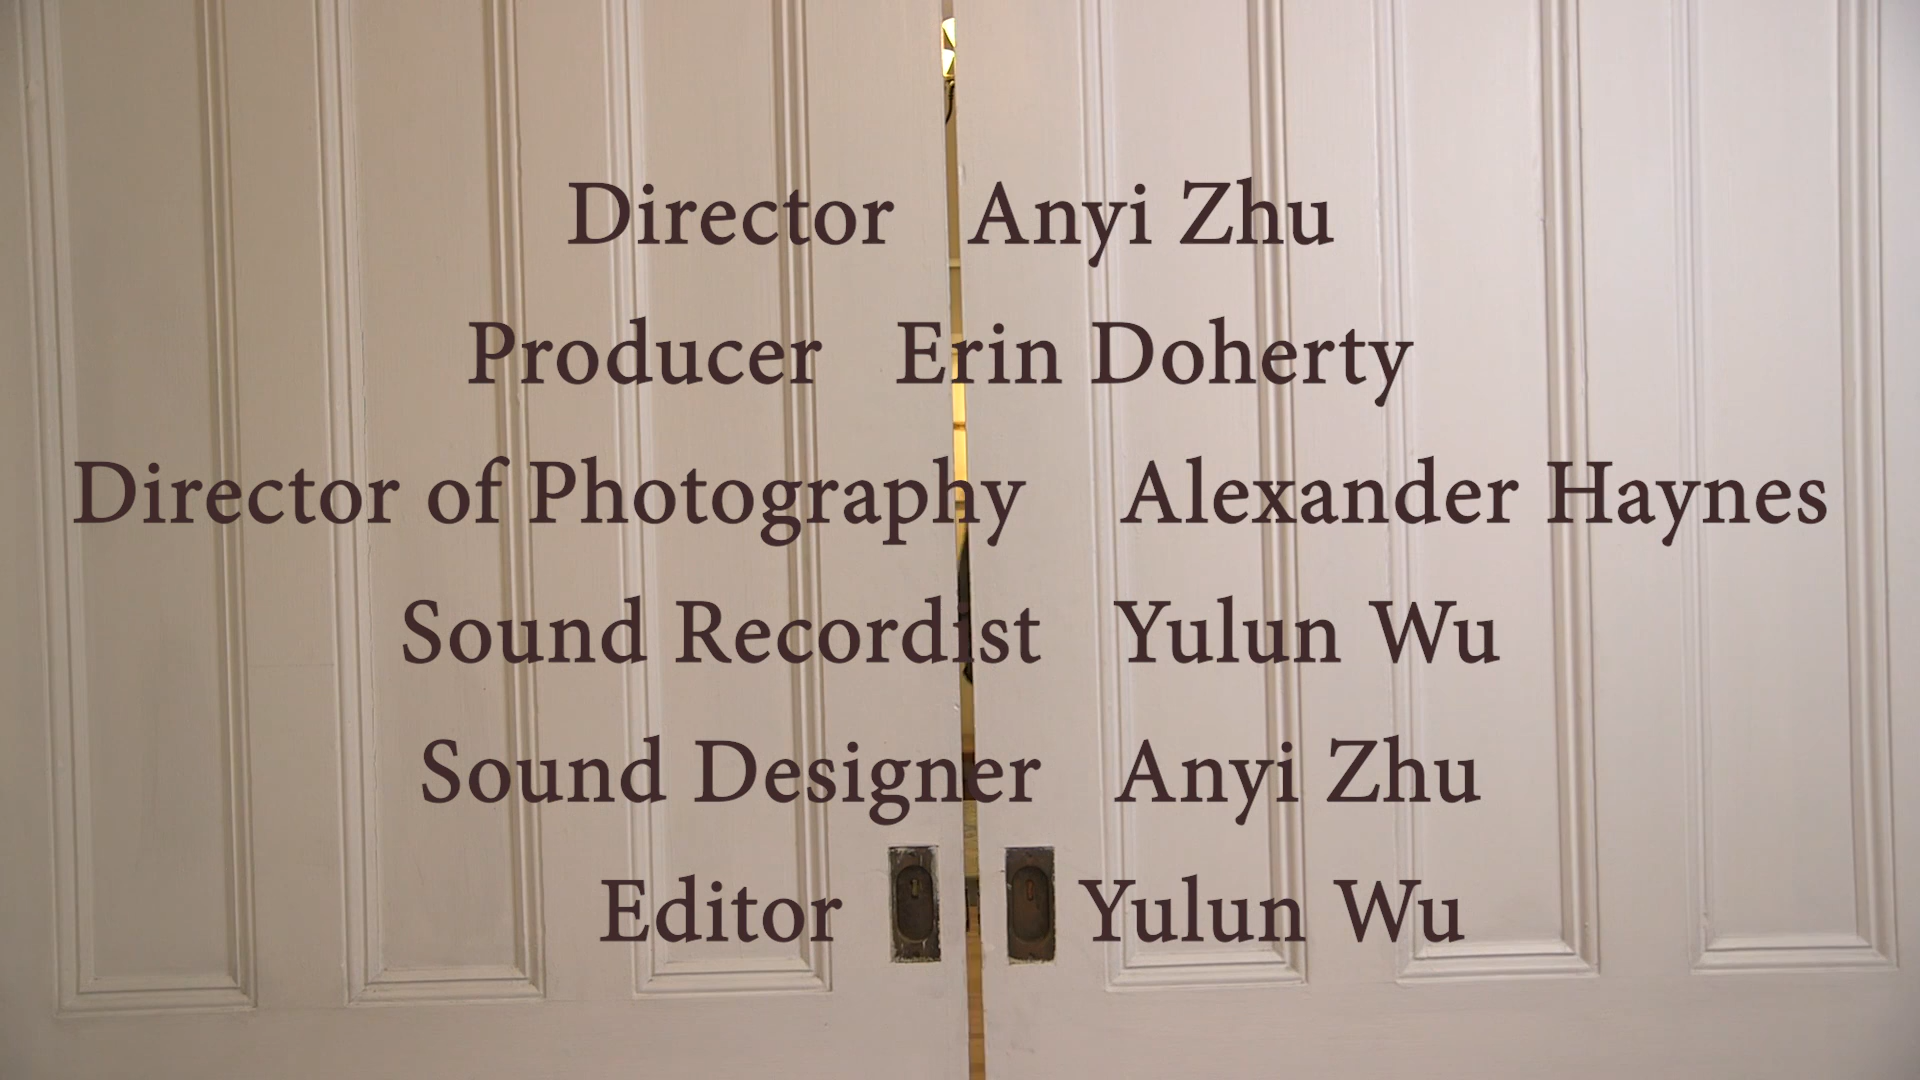 Director Anyi Zhu
Producer Erin Doherty
Director of Photography Alexander Haynes
Sound Recordist Yulun Wu
Sound Designer Anyi Zhu
Editor Yulun Wu